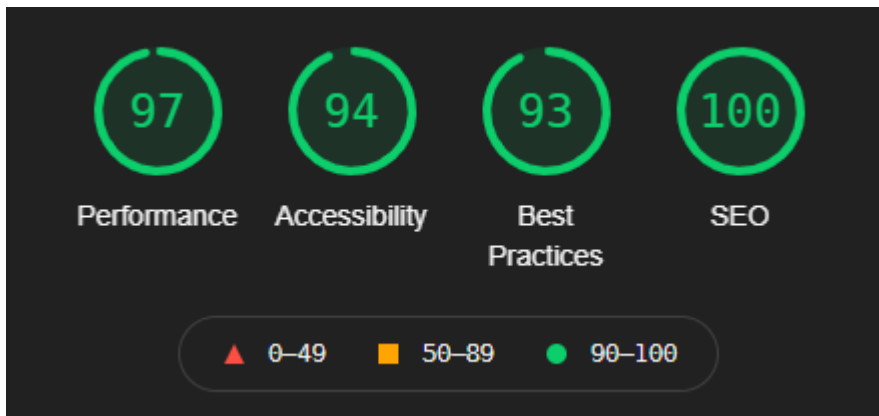 97 94 93 100
Performance Accessibility Best Practices SEO
0–49 50–89 90–100